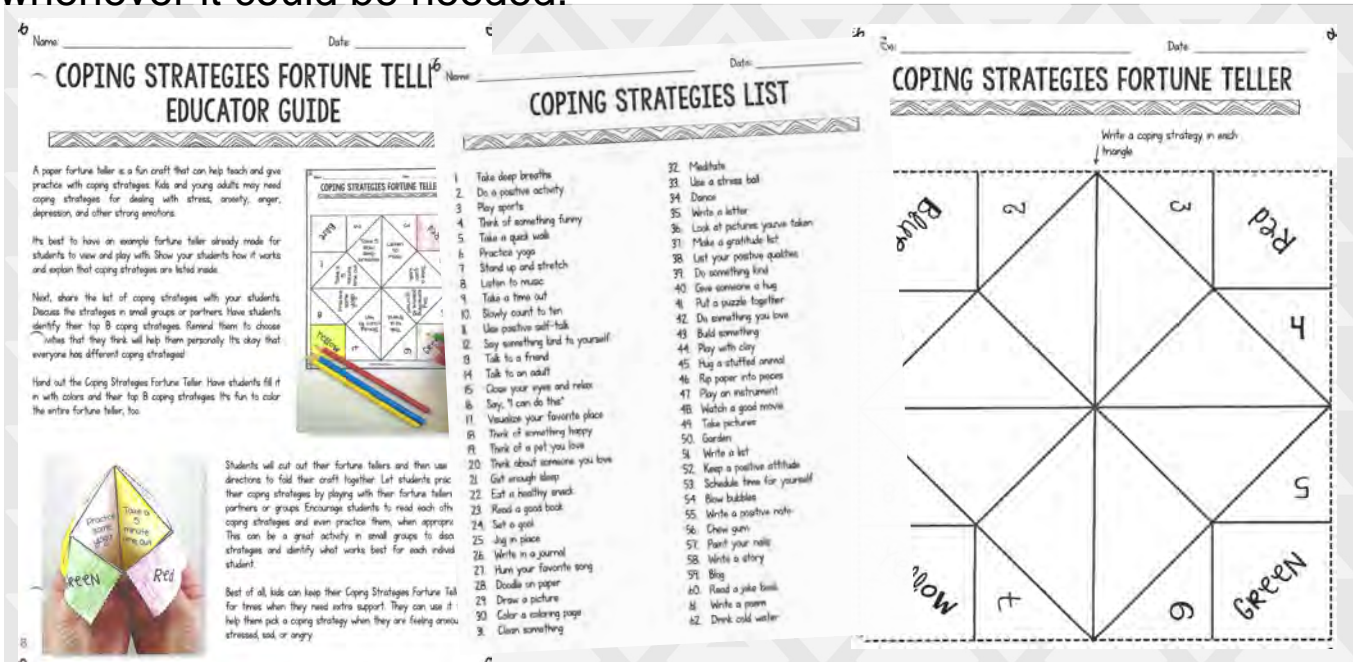 whenever it could be needed.
Name:
Date:
COPING STRATEGIES FORTUNE TELL
EDUCATOR GUIDE
A paper fortune teller is a fun craft that can help teach and give
practice with coping strategies. Kids and young adults may need
coping strategies for dealing with stress, anxiety, anger,
depression, and other strong emotions.
It's best to have an example fortune teller already made for
students to view and play with. Show your students how it works
and explain that coping strategies are listed inside.
Next, share the list of coping strategies with your students.
Discuss the strategies in small groups or partners. Have students
identify their top 8 coping strategies. Remind them to choose
that they think will help them personally. It's okay that
everyone has different coping strategies!
Hand out the Coping Strategies Fortune Teller. Have students fill it
in with colors and their top 8 coping strategies. It's fun to color
the entire fortune teller, too.
COPING STRATEGIES FORTUNE TELLE
Practice
some
yoga
Take a
5
minute
time out
GREEN
Red
Students will cut out their fortune tellers and then use
directions to fold their craft together. Let students prac
their coping strategies by playing with their fortune tellers
partners or groups. Encourage students to read each oth
coping strategies and even practice them, when appropri
This can be a great activity in small groups to disc
strategies and identify what works best for each individ
student.
Best of all, kids can keep their Coping Strategies Fortune Tell
for times when they need extra support. They can use it
help them pick a coping strategy when they are feeling anxiou
stressed, sad, or angry.
Name:
Date:
COPING STRATEGIES LIST
1. Take deep breaths
2. Do a positive activity
3. Play sports
4. Think of something funny
5. Take a quick walk
6. Practice yoga
7. Stand up and stretch
8. Listen to music
9. Take a time out
10. Slowly count to ten
11. Use positive self-talk
12. Say something kind to yourself
13. Talk to a friend
14. Talk to an adult
15. Close your eyes and relax
16. Say, "I can do this"
17. Visualize your favorite place
18. Think of something happy
19. Think of a pet you love
20. Think about someone you love
21. Get enough sleep
22. Eat a healthy snack
23. Read a good book
24. Set a goal
25. Jog in place
26. Write in a journal
27. Hum your favorite song
28. Doodle on paper
29. Draw a picture
30. Color a coloring page
31. Clean something
32. Meditate
33. Use a stress ball
34. Dance
35. Write a letter
36. Look at pictures you've taken
37. Make a gratitude list
38. List your positive qualities
39. Do something kind
40. Give someone a hug
41. Put a puzzle together
42. Do something you love
43. Build something
44. Play with clay
45. Hug a stuffed animal
46. Rip paper into pieces
47. Play an instrument
48. Watch a good movie
49. Take pictures
50. Garden
51. Write a list
52. Keep a positive attitude
53. Schedule time for yourself
54. Blow bubbles
55. Write a positive note
56. Chew gum
57. Paint your nails
58. Write a story
59. Blog
60. Read a joke book
61. Write a poem
62. Drink cold water
Date:
COPING STRATEGIES FORTUNE TELLER
Write a coping strategy in each
triangle
Blue
2
3
Red
4
5
GREEN
6
7